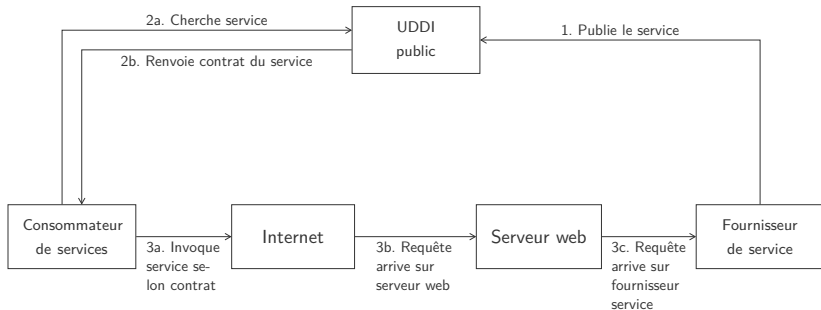 2a. Cherche service
UDDI
public
1. Publie le service
2b. Renvoie contrat du service
Consommateur
de services
3a. Invoque
service se-
lon contrat
Internet
3b. Requête
arrive sur
serveur web
Serveur web
3c. Requête
arrive sur
fournisseur
service
Fournisseur
de service